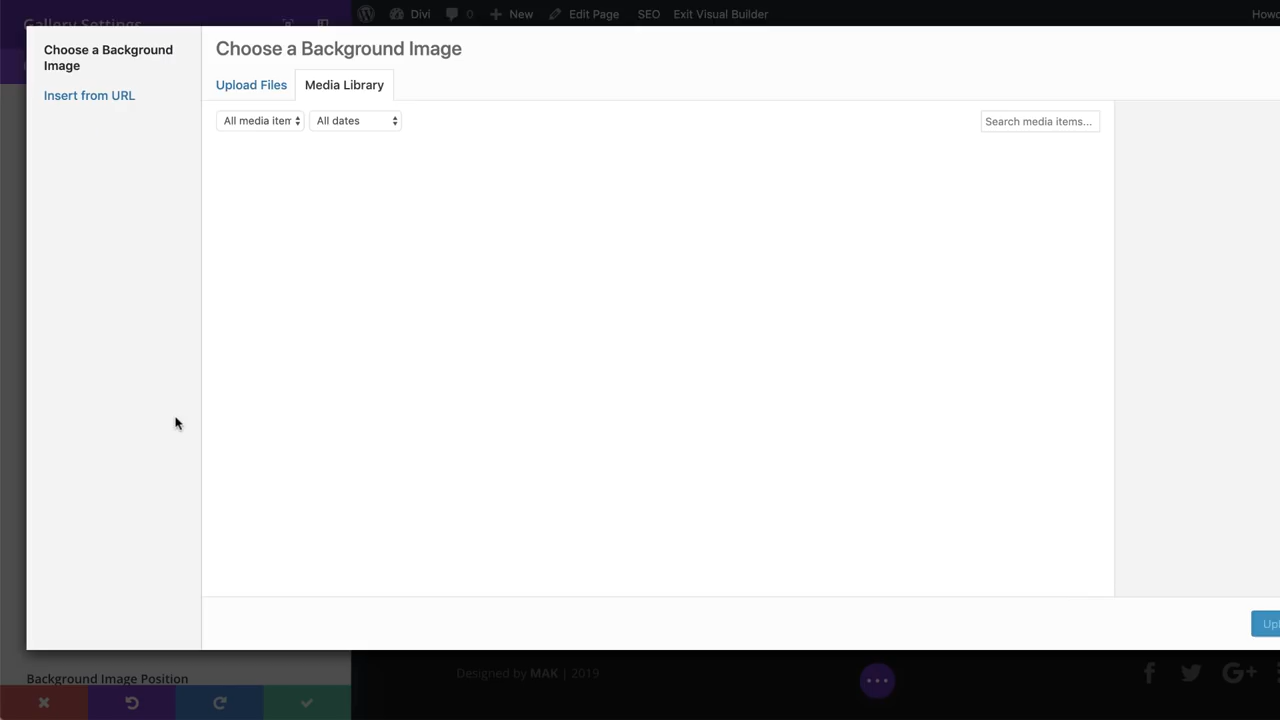 Gallery Settings
Divi
0
New
Edit Page
SEO
Exit Visual Builder
Choose a Background
Image
Insert from URL
Choose a Background Image
Upload Files
Media Library
All media item
All dates
Search media items...
Background Image Position
Designed by MAK | 2019